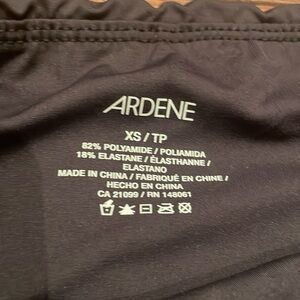 ARDENE
XS / TP
82% POLYAMIDE / POLIAMIDA
18% ELASTANE / ÉLASTHANNE /
ELASTANO
MADE IN CHINA / FABRIQUÉ EN CHINE /
HECHO EN CHINA
CA 21099 / RN 148061